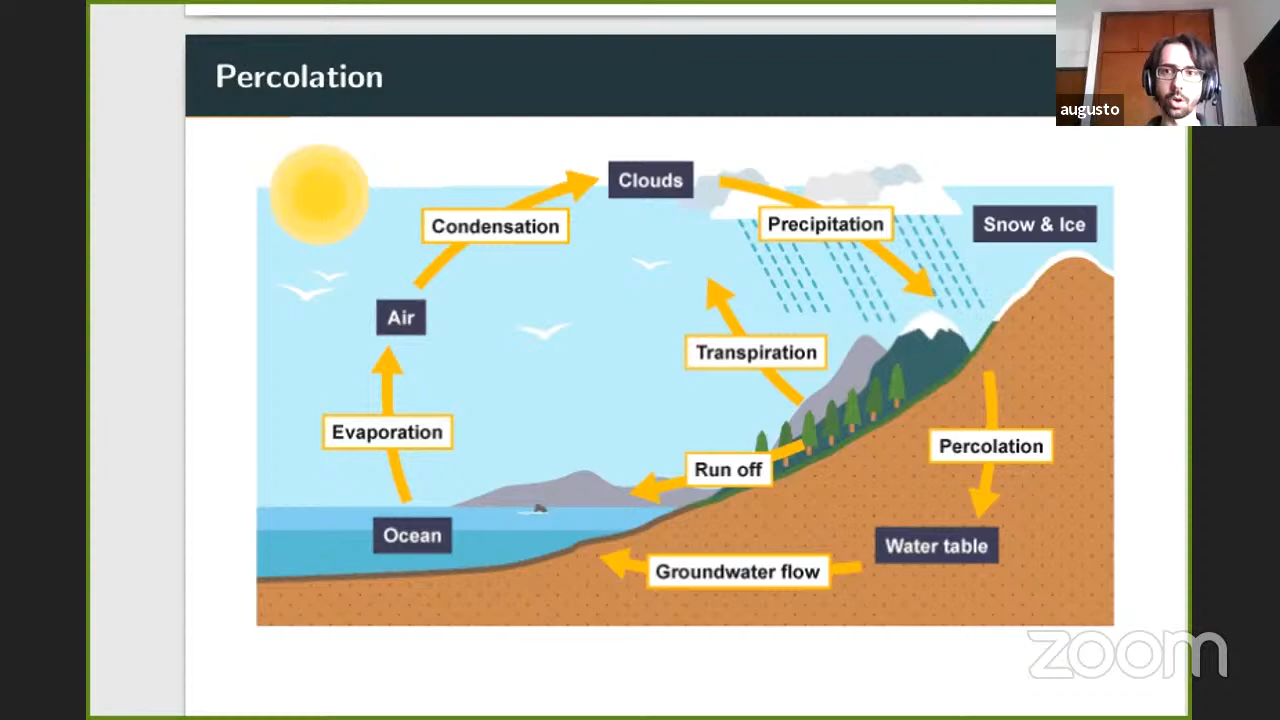 Percolation
augusto
Clouds
Condensation
Precipitation
Snow & Ice
Air
Transpiration
Evaporation
Percolation
Run off
Ocean
Water table
Groundwater flow
zoom